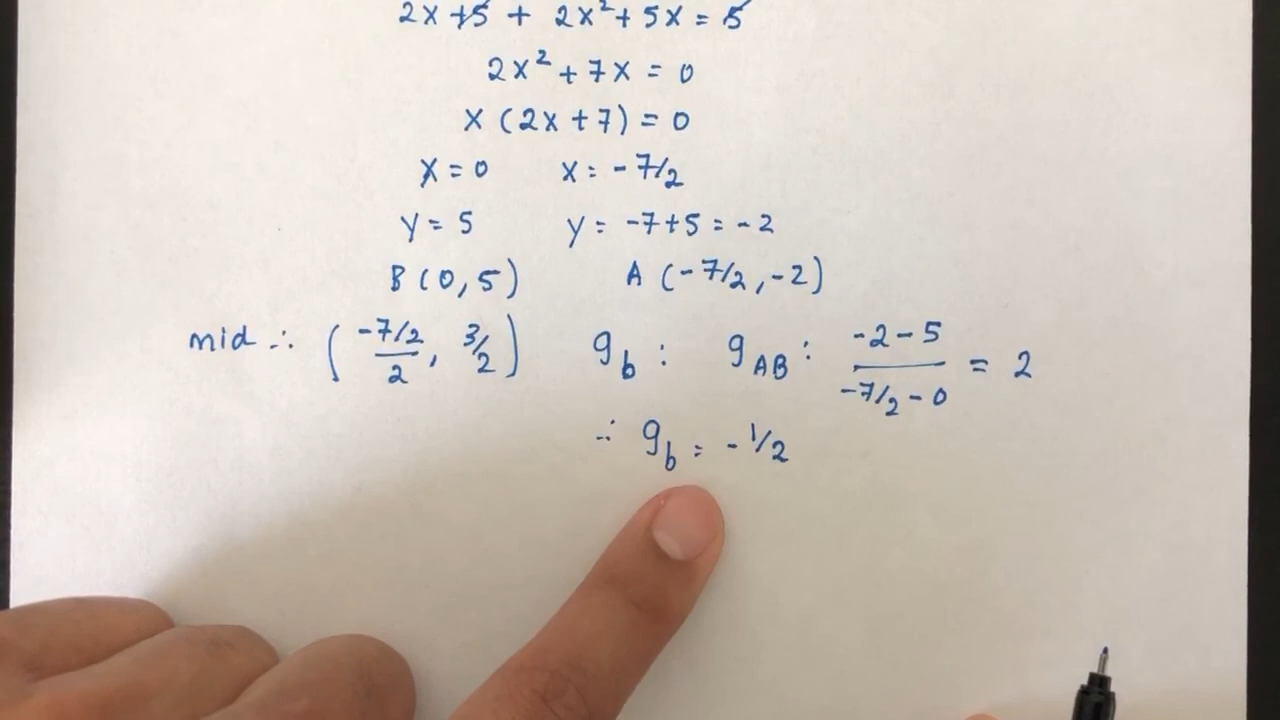 2x + 5 + 2x² + 5x = 5
2x² + 7x = 0
x (2x + 7) = 0
x = 0 x = - 7/2
y = 5 y = -7 + 5 = - 2
B (0, 5) A (- 7/2, - 2)
mid ∴ ( (-7/2)/2, 3/2 ) g_b : g_AB : (-2 - 5)/(-7/2 - 0) = 2
∴ g_b = - 1/2